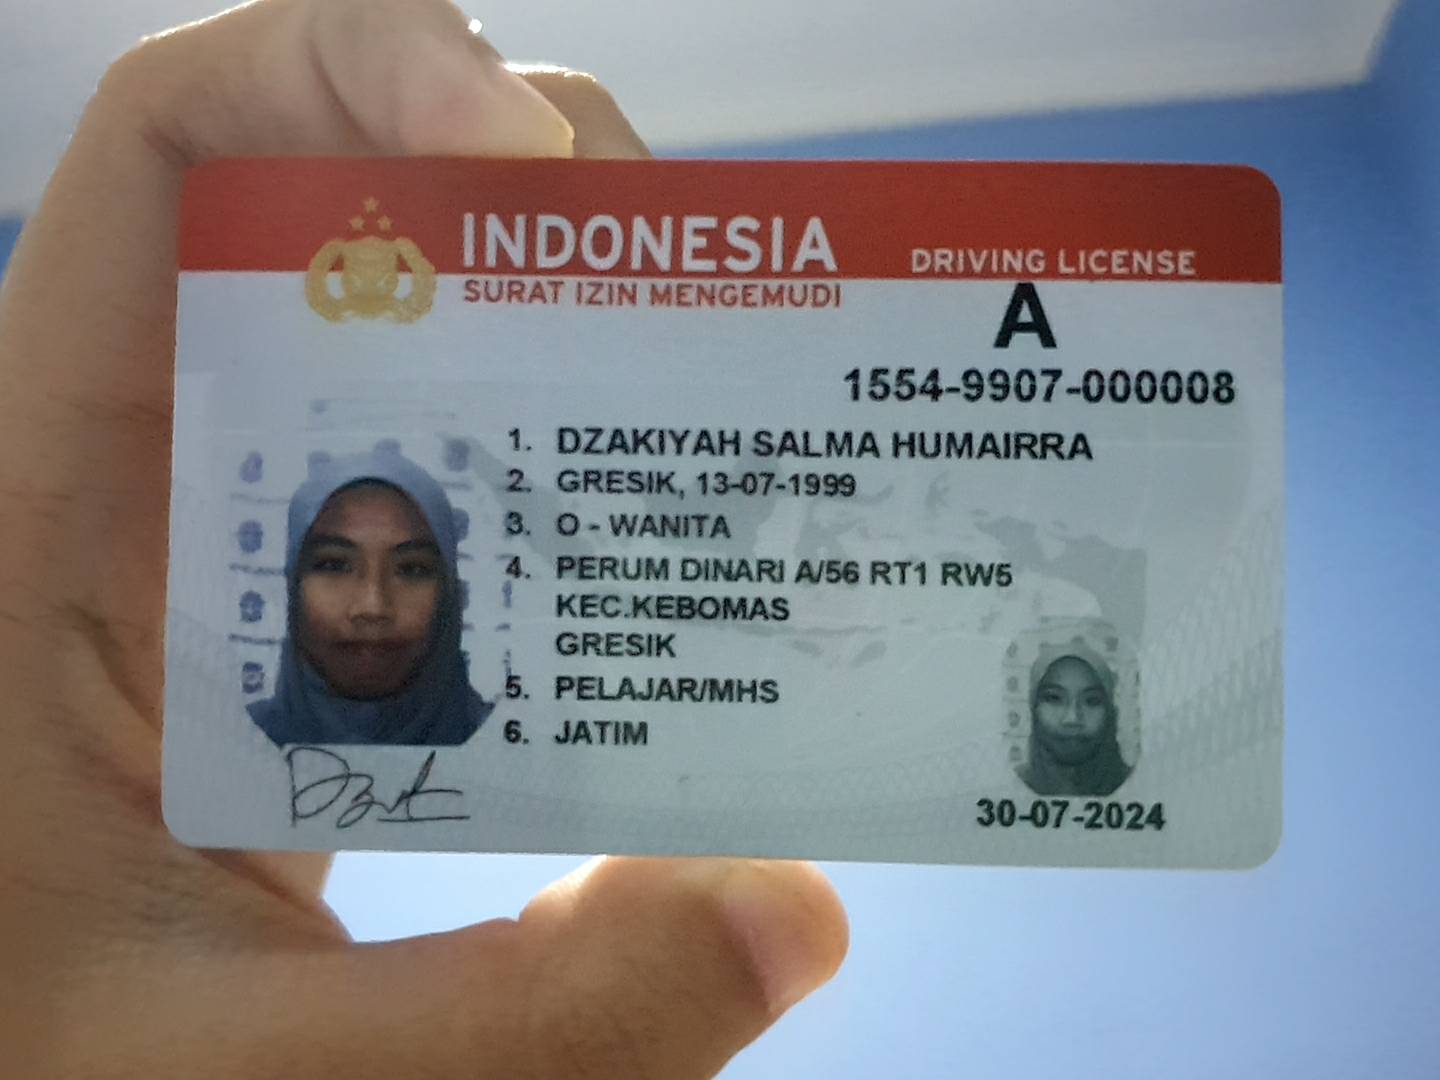 INDONESIA
SURAT IZIN MENGEMUDI
DRIVING LICENSE
A
1554-9907-000008
1. DZAKIYAH SALMA HUMAIRRA
2. GRESIK, 13-07-1999
3. O - WANITA
4. PERUM DINARI A/56 RT1 RW5
KEC.KEBOMAS
GRESIK
5. PELAJAR/MHS
6. JATIM
30-07-2024